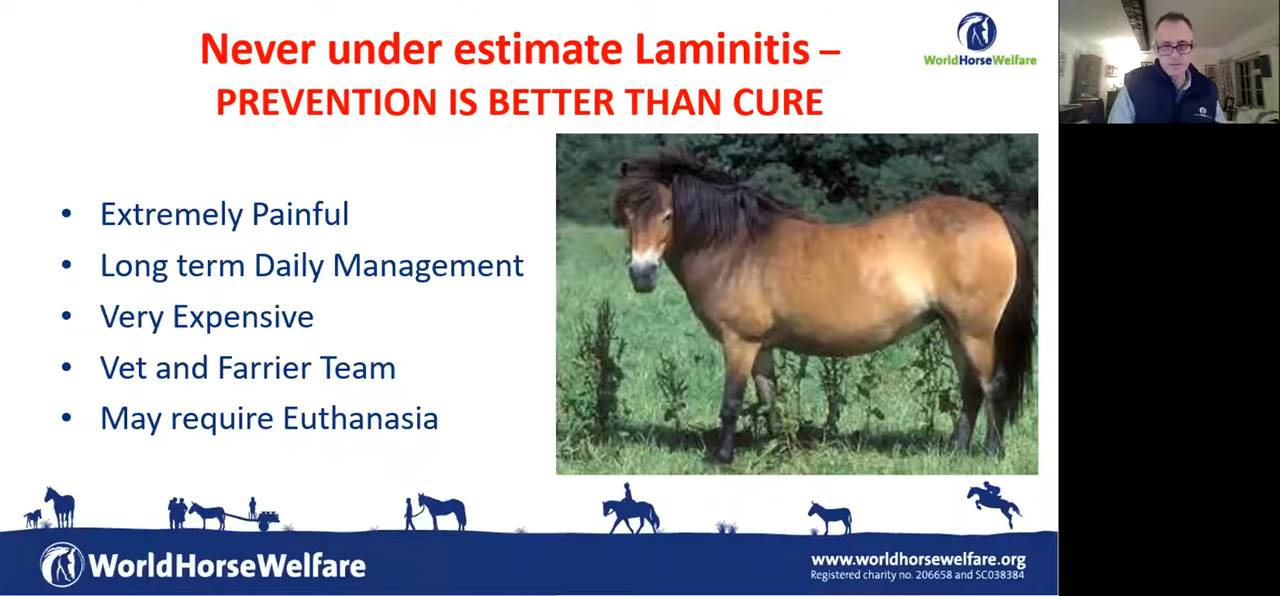 Never under estimate Laminitis –
PREVENTION IS BETTER THAN CURE
WorldHorseWelfare
• Extremely Painful
• Long term Daily Management
• Very Expensive
• Vet and Farrier Team
• May require Euthanasia
WorldHorseWelfare
www.worldhorsewelfare.org
Registered charity no. 206658 and SC038384